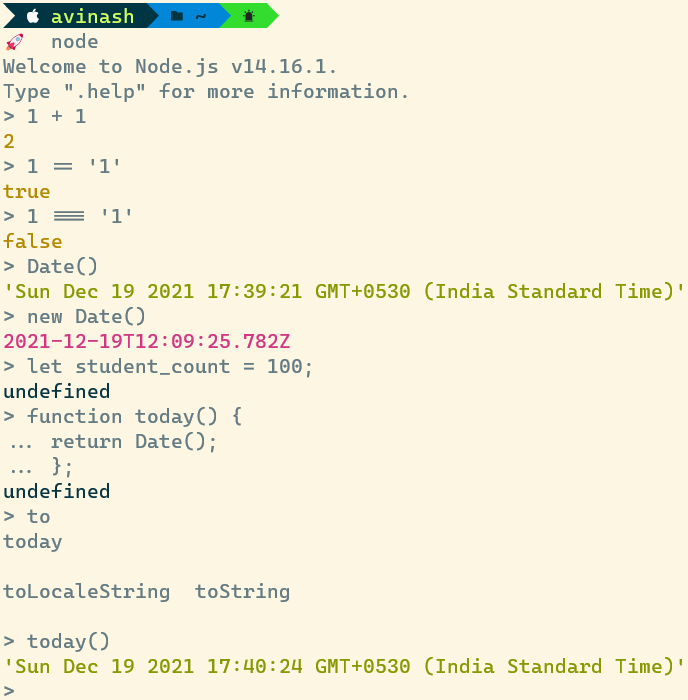 avinash ~
node
Welcome to Node.js v14.16.1.
Type ".help" for more information.
> 1 + 1
2
> 1 == '1'
true
> 1 === '1'
false
> Date()
'Sun Dec 19 2021 17:39:21 GMT+0530 (India Standard Time)'
> new Date()
2021-12-19T12:09:25.782Z
> let student_count = 100;
undefined
> function today() {
... return Date();
... };
undefined
> to
today
toLocaleString  toString
> today()
'Sun Dec 19 2021 17:40:24 GMT+0530 (India Standard Time)'
>